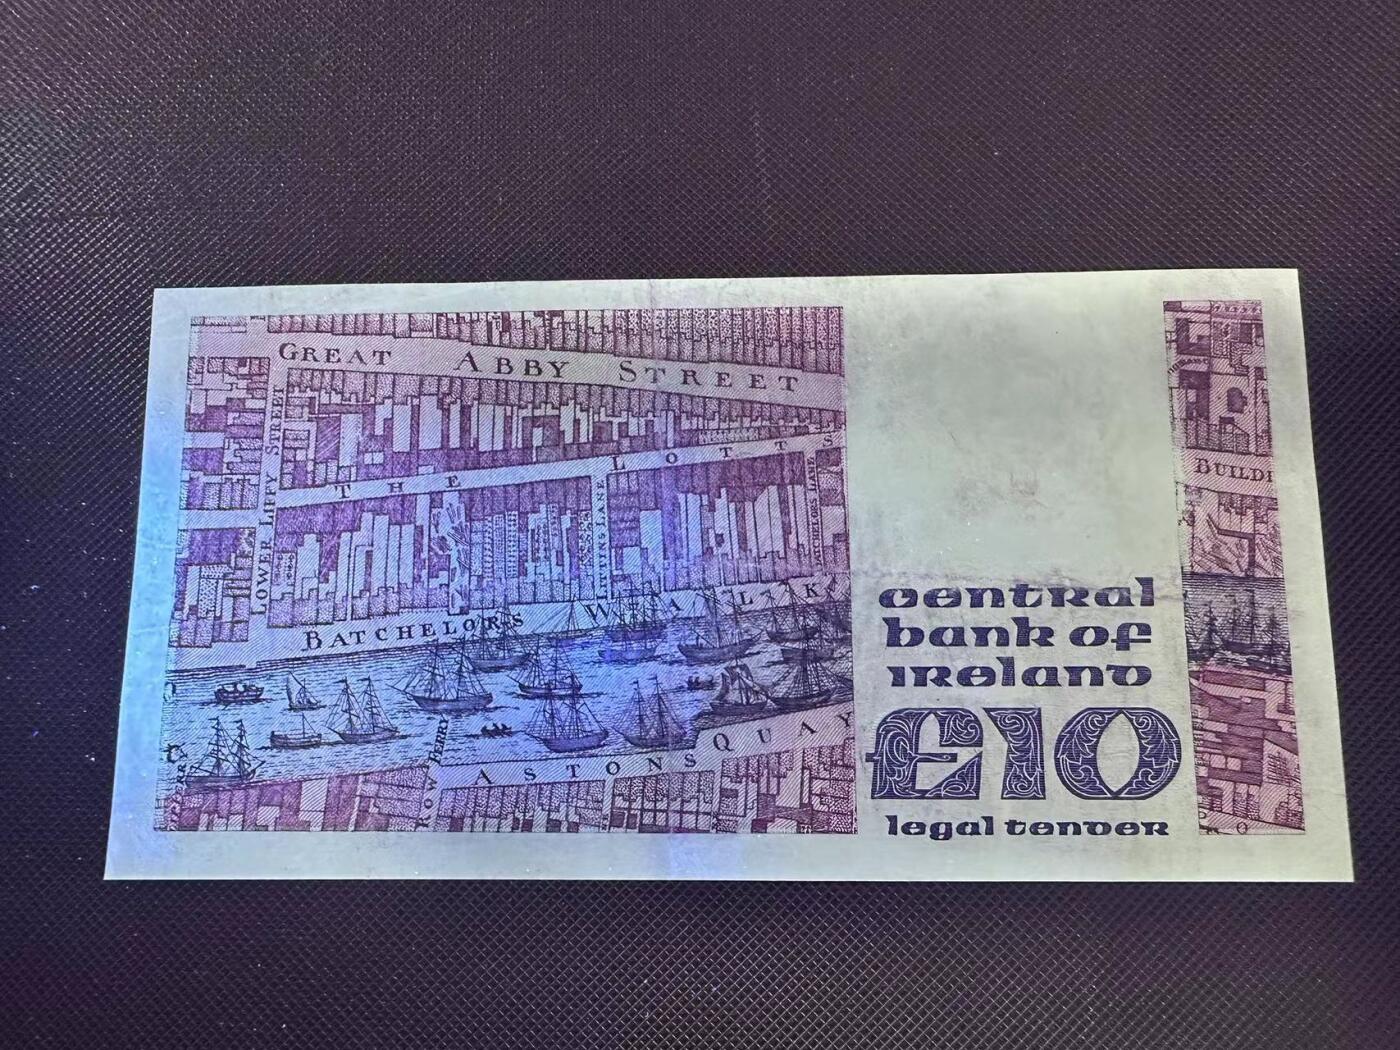 GREAT ABBY STREET
LOWER LIFFY STREET
THE LOTTS
BATCHELORS WALK
FERRY
ASTONS QUAY
BUILDI
central
bank of
ireland
£10
legal tender